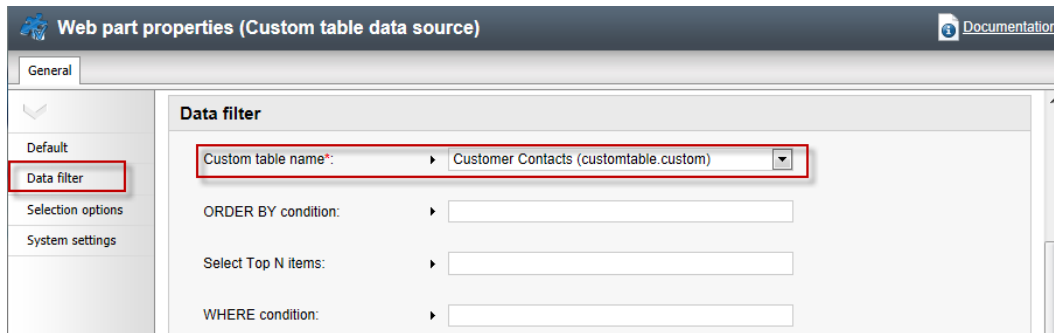 Web part properties (Custom table data source)
Documentation
General
Data filter
Default
Custom table name*:
Customer Contacts (customtable.custom)
Data filter
Selection options
ORDER BY condition:
System settings
Select Top N items:
WHERE condition: